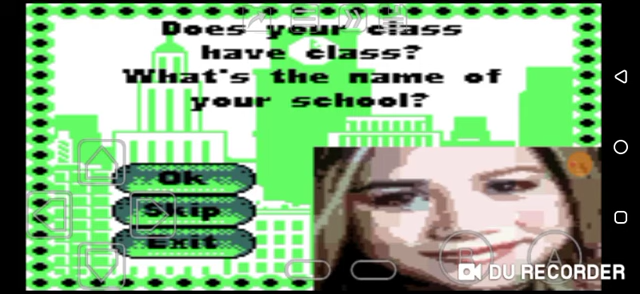 Does your class
have class?
What's the name of
your school?
Ok
Skip
Exit
B
A
DU RECORDER